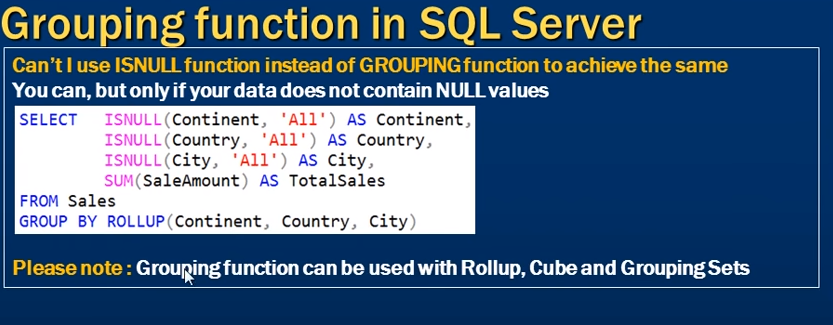 Grouping function in SQL Server
Can't I use ISNULL function instead of GROUPING function to achieve the same
You can, but only if your data does not contain NULL values
SELECT ISNULL(Continent, 'All') AS Continent,
ISNULL(Country, 'All') AS Country,
ISNULL(City, 'All') AS City,
SUM(SaleAmount) AS TotalSales
FROM Sales
GROUP BY ROLLUP(Continent, Country, City)
Please note : Grouping function can be used with Rollup, Cube and Grouping Sets